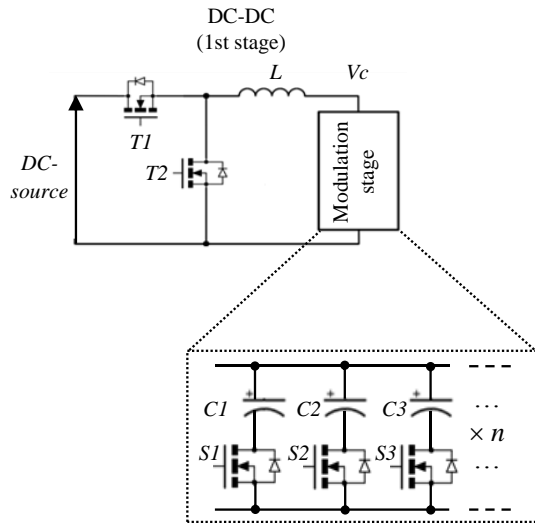 DC-DC
(1st stage)
L
Vc
T1
DC-
source
T2
Modulation
stage
+
+
+
C1
C2
C3
...
× n
S1
S2
S3
...